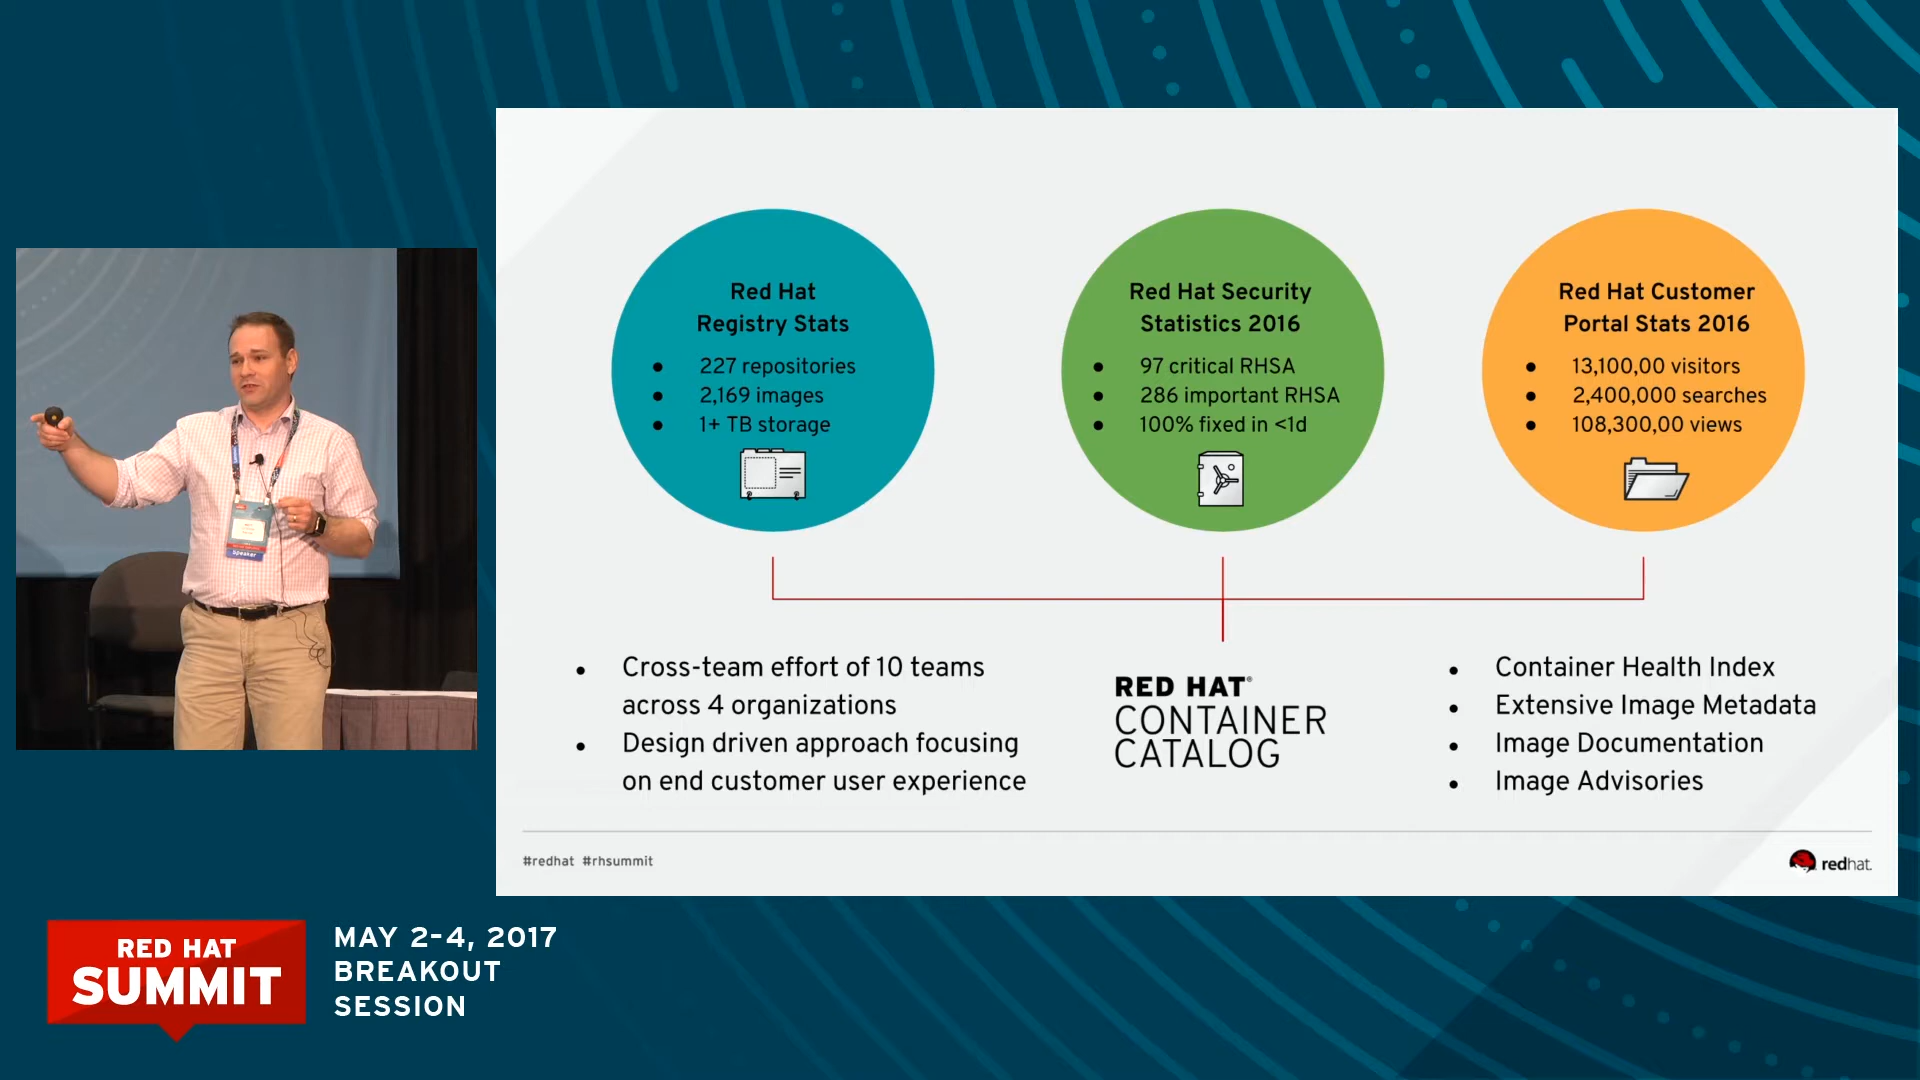 Red Hat
Registry Stats
● 227 repositories
● 2,169 images
● 1+ TB storage
Red Hat Security
Statistics 2016
● 97 critical RHSA
● 286 important RHSA
● 100% fixed in <1d
Red Hat Customer
Portal Stats 2016
● 13,100,00 visitors
● 2,400,000 searches
● 108,300,00 views
● Cross-team effort of 10 teams
across 4 organizations
● Design driven approach focusing
on end customer user experience
RED HAT®
CONTAINER
CATALOG
● Container Health Index
● Extensive Image Metadata
● Image Documentation
● Image Advisories
#redhat #rhsummit
redhat.
Speaker
RED HAT
SUMMIT
MAY 2-4, 2017
BREAKOUT
SESSION